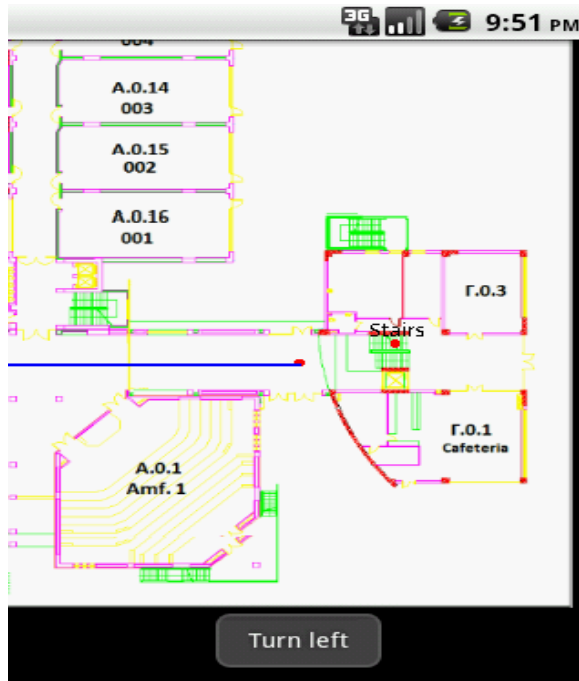 3G
9:51 PM
004
A.0.14
003
A.0.15
002
A.0.16
001
Γ.0.3
Stairs
Γ.0.1
Cafeteria
A.0.1
Amf. 1
Turn left